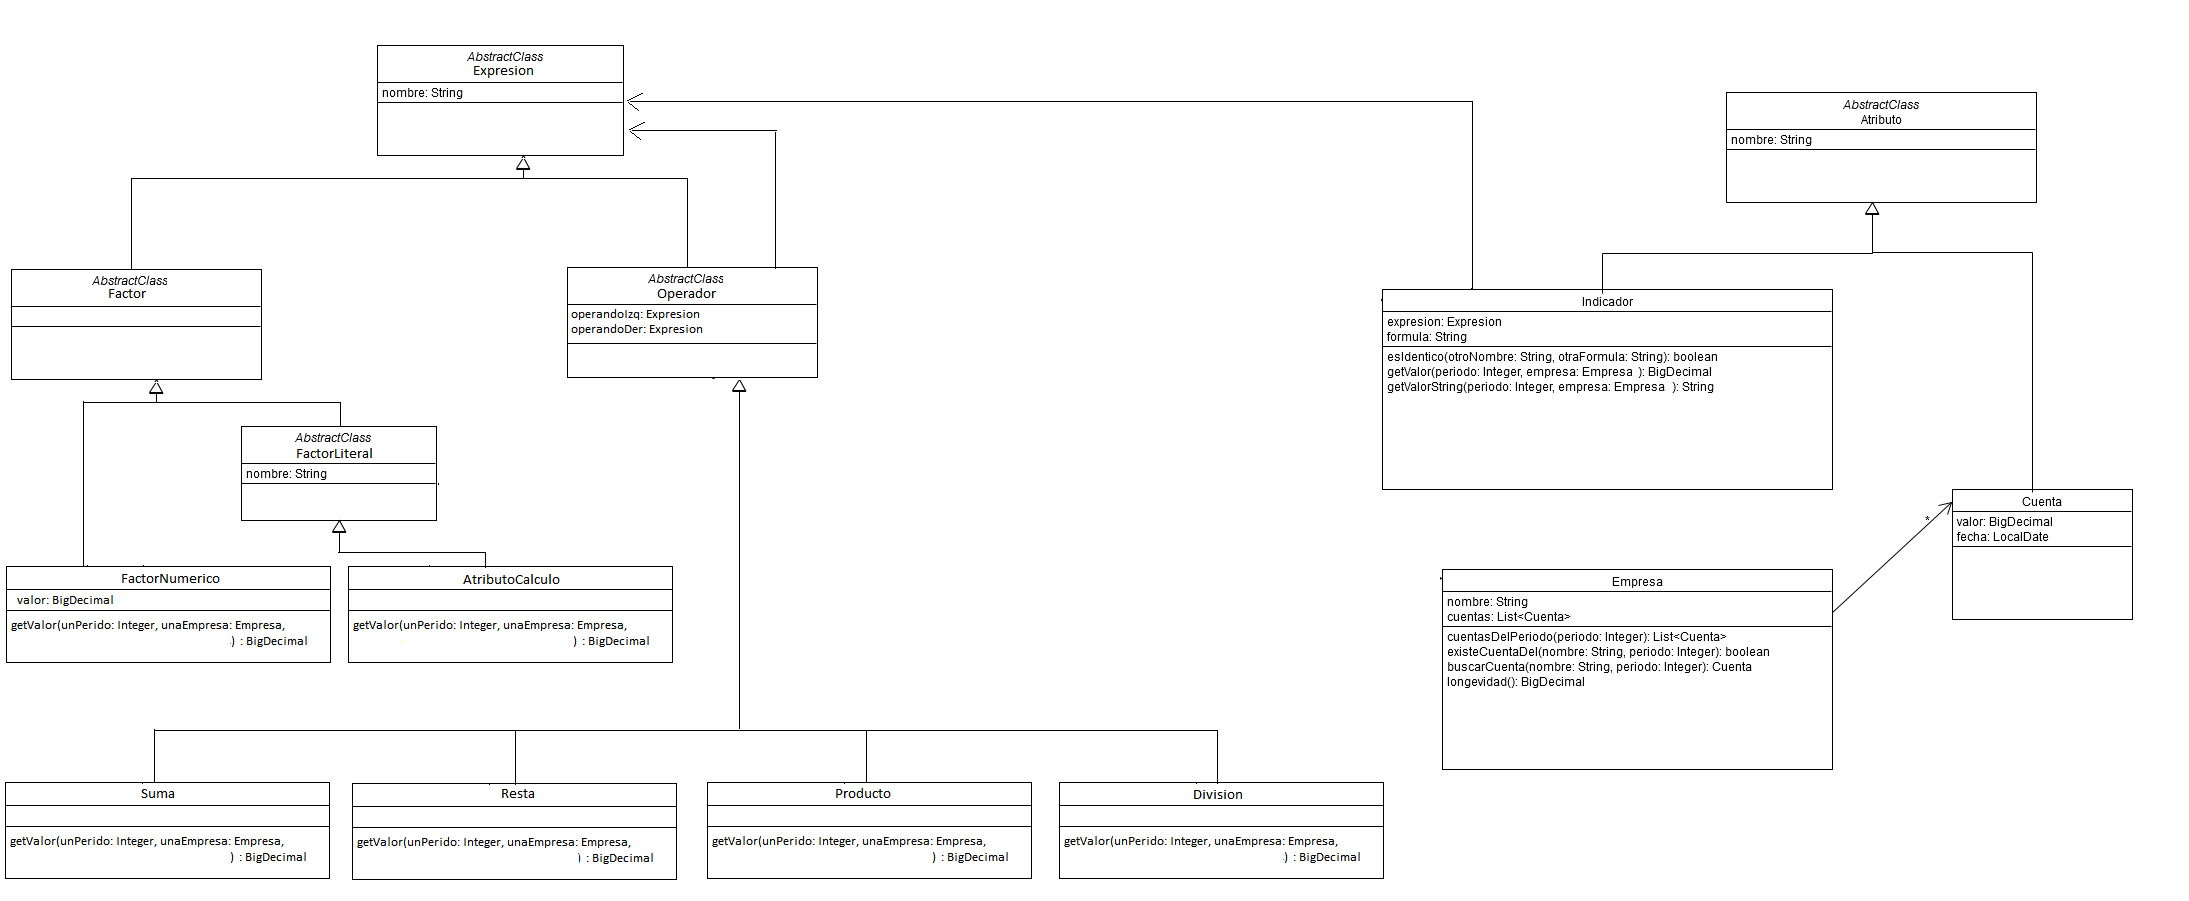 AbstractClass
Expresion
nombre: String
AbstractClass
Atributo
nombre: String
AbstractClass
Factor
AbstractClass
Operador
operandoIzq: Expresion
operandoDer: Expresion
Indicador
expresion: Expresion
formula: String
esIdentico(otroNombre: String, otraFormula: String): boolean
getValor(periodo: Integer, empresa: Empresa ): BigDecimal
getValorString(periodo: Integer, empresa: Empresa ): String
AbstractClass
FactorLiteral
nombre: String
Cuenta
valor: BigDecimal
fecha: LocalDate
*
FactorNumerico
valor: BigDecimal
getValor(unPerido: Integer, unaEmpresa: Empresa,
) : BigDecimal
AtributoCalculo
getValor(unPerido: Integer, unaEmpresa: Empresa,
) : BigDecimal
Empresa
nombre: String
cuentas: List<Cuenta>
cuentasDelPeriodo(periodo: Integer): List<Cuenta>
existeCuentaDel(nombre: String, periodo: Integer): boolean
buscarCuenta(nombre: String, periodo: Integer): Cuenta
longevidad(): BigDecimal
Suma
getValor(unPerido: Integer, unaEmpresa: Empresa,
) : BigDecimal
Resta
getValor(unPerido: Integer, unaEmpresa: Empresa,
) : BigDecimal
Producto
getValor(unPerido: Integer, unaEmpresa: Empresa,
) : BigDecimal
Division
getValor(unPerido: Integer, unaEmpresa: Empresa,
) : BigDecimal